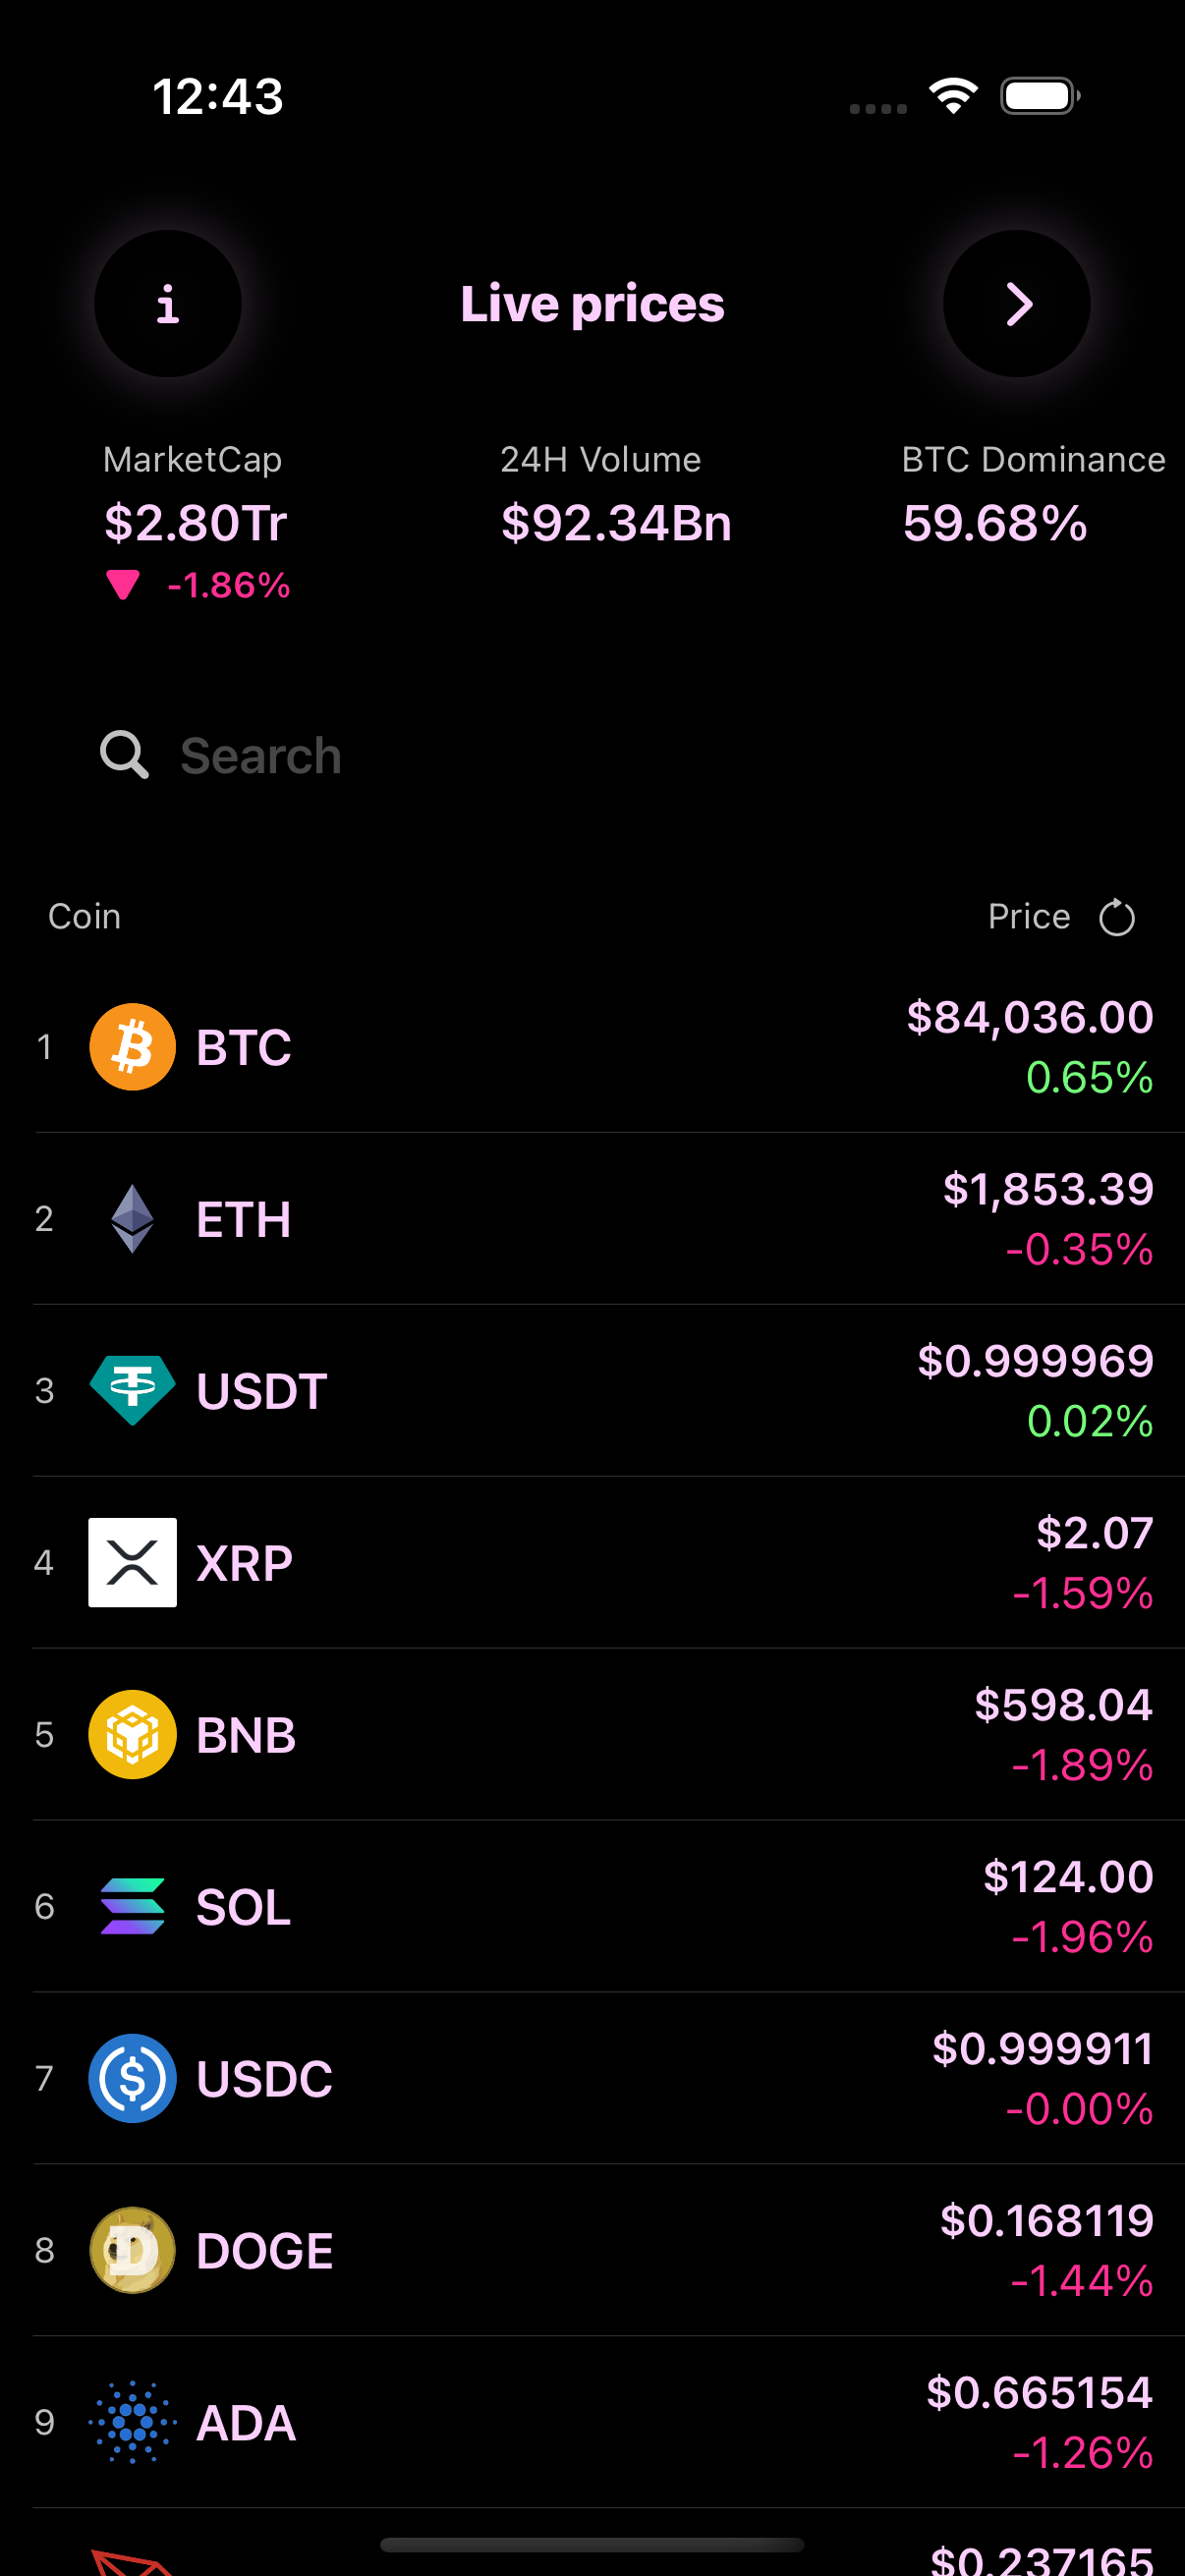 12:43
i
Live prices
MarketCap 24H Volume BTC Dominance
$2.80Tr $92.34Bn 59.68%
-1.86%
Search
Coin Price
1 BTC $84,036.00
0.65%
2 ETH $1,853.39
-0.35%
3 USDT $0.999969
0.02%
4 XRP $2.07
-1.59%
5 BNB $598.04
-1.89%
6 SOL $124.00
-1.96%
7 USDC $0.999911
-0.00%
8 DOGE $0.168119
-1.44%
9 ADA $0.665154
-1.26%
$0.237165